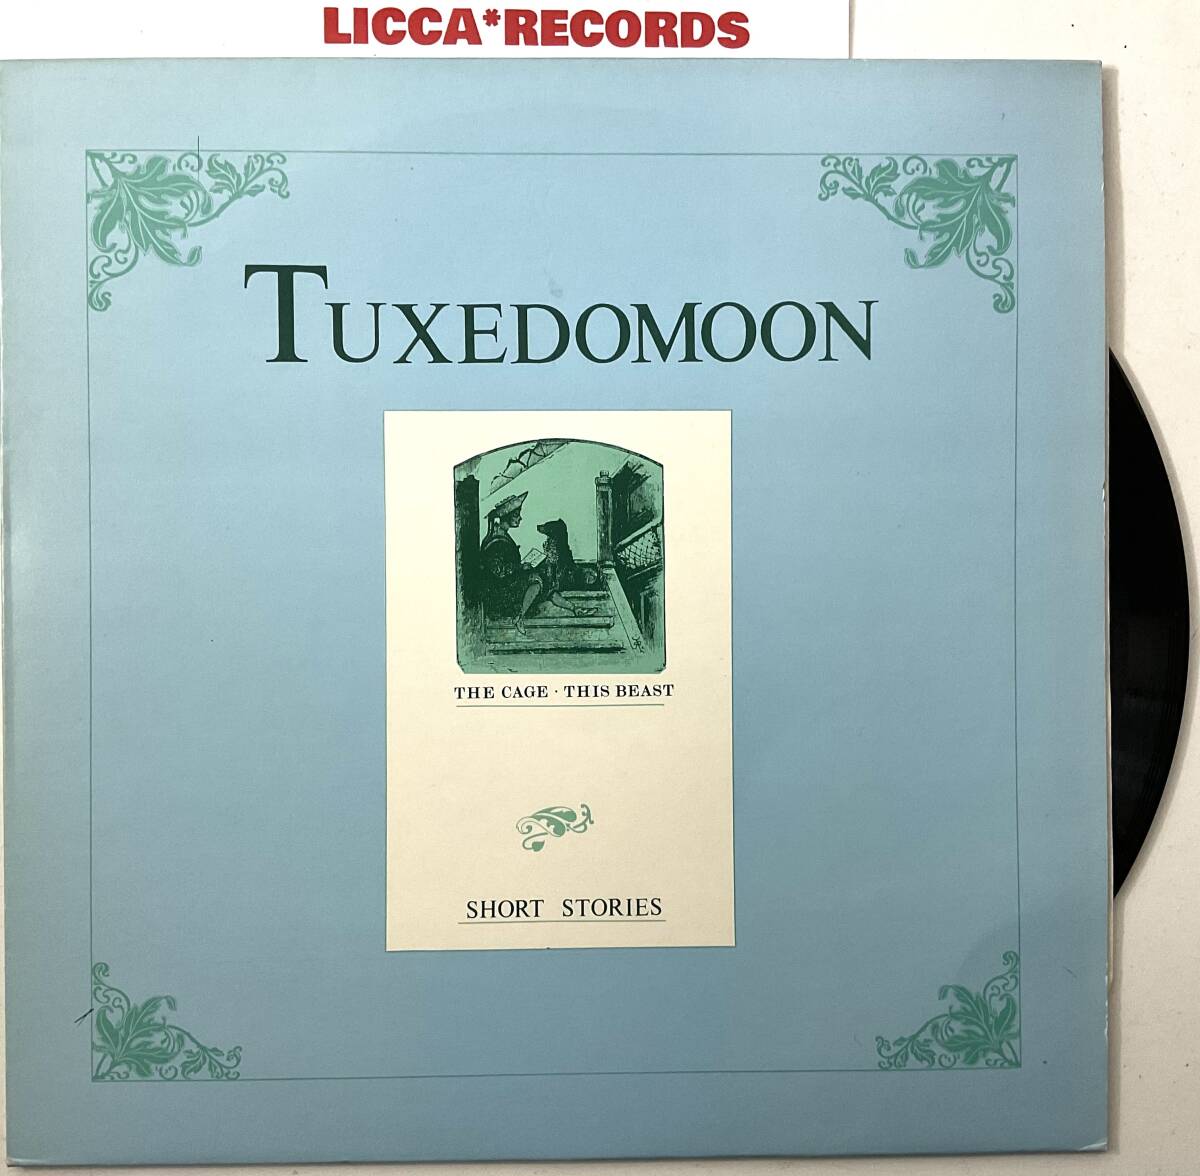 LICCA*RECORDS
TUXEDOMOON
THE CAGE · THIS BEAST
SHORT STORIES